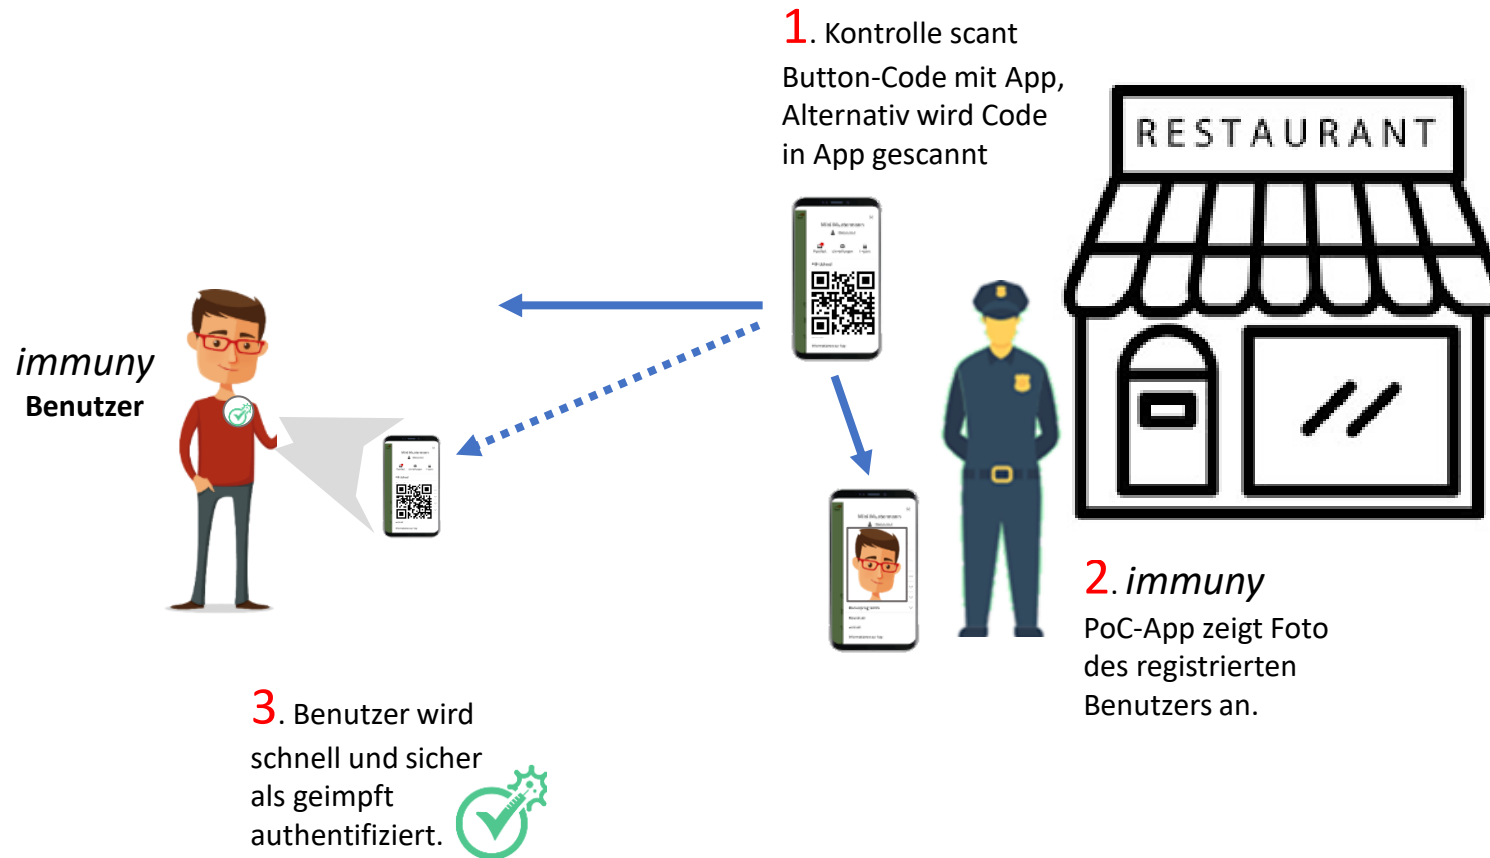 1. Kontrolle scant
Button-Code mit App,
Alternativ wird Code
in App gescannt
RESTAURANT
immuny
Benutzer
2. immuny
PoC-App zeigt Foto
des registrierten
Benutzers an.
3. Benutzer wird
schnell und sicher
als geimpft
authentifiziert.